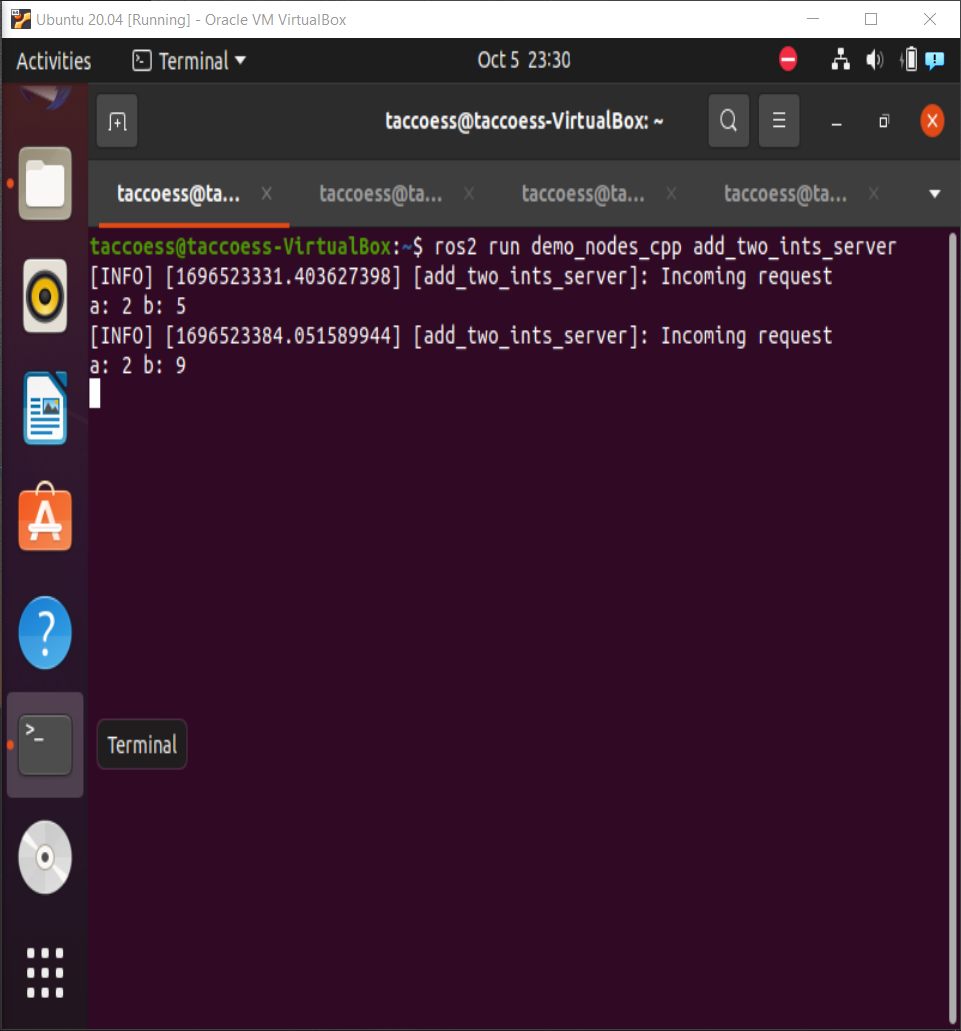 Ubuntu 20.04 [Running] - Oracle VM VirtualBox
Activities Terminal Oct 5 23:30
taccoess@taccoess-VirtualBox: ~
taccoess@ta... taccoess@ta... taccoess@ta... taccoess@ta...
taccoess@taccoess-VirtualBox:~$ ros2 run demo_nodes_cpp add_two_ints_server
[INFO] [1696523331.403627398] [add_two_ints_server]: Incoming request
a: 2 b: 5
[INFO] [1696523384.051589944] [add_two_ints_server]: Incoming request
a: 2 b: 9
Terminal